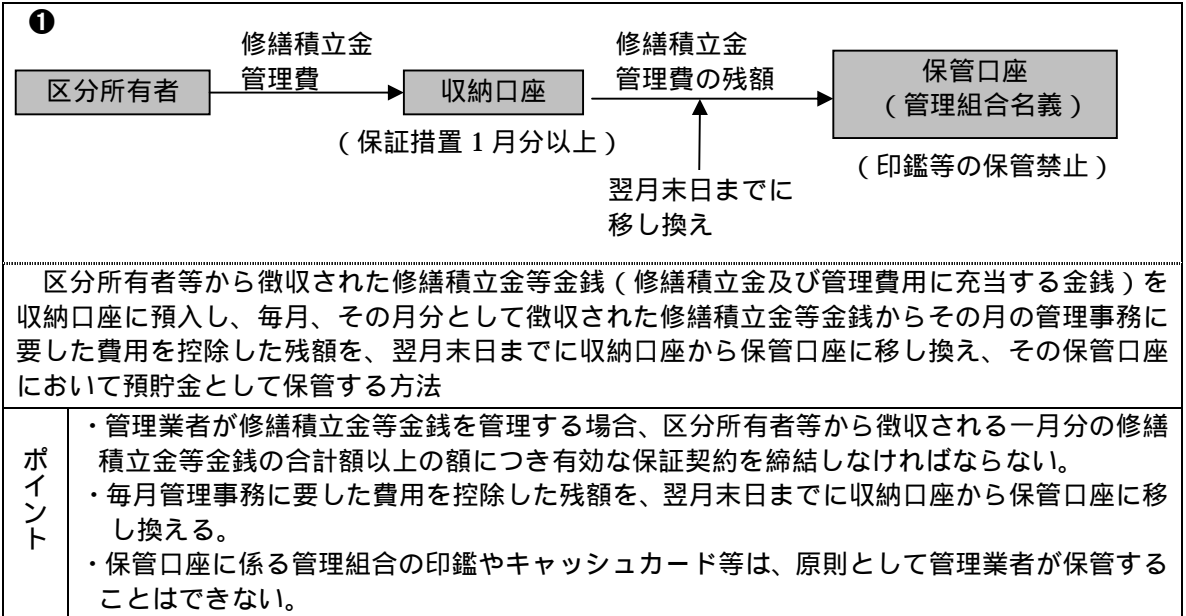 ❶
修繕積立金
管理費
修繕積立金
管理費の残額
区分所有者
収納口座
保管口座
（管理組合名義）
（保証措置1月分以上）
（印鑑等の保管禁止）
翌月末日までに
移し換え
区分所有者等から徴収された修繕積立金等金銭（修繕積立金及び管理費用に充当する金銭）を
収納口座に預入し、毎月、その月分として徴収された修繕積立金等金銭からその月の管理事務に
要した費用を控除した残額を、翌月末日までに収納口座から保管口座に移し換え、その保管口座
において預貯金として保管する方法
ポイント
・管理業者が修繕積立金等金銭を管理する場合、区分所有者等から徴収される一月分の修繕
積立金等金銭の合計額以上の額につき有効な保証契約を締結しなければならない。
・毎月管理事務に要した費用を控除した残額を、翌月末日までに収納口座から保管口座に移
し換える。
・保管口座に係る管理組合の印鑑やキャッシュカード等は、原則として管理業者が保管する
ことはできない。